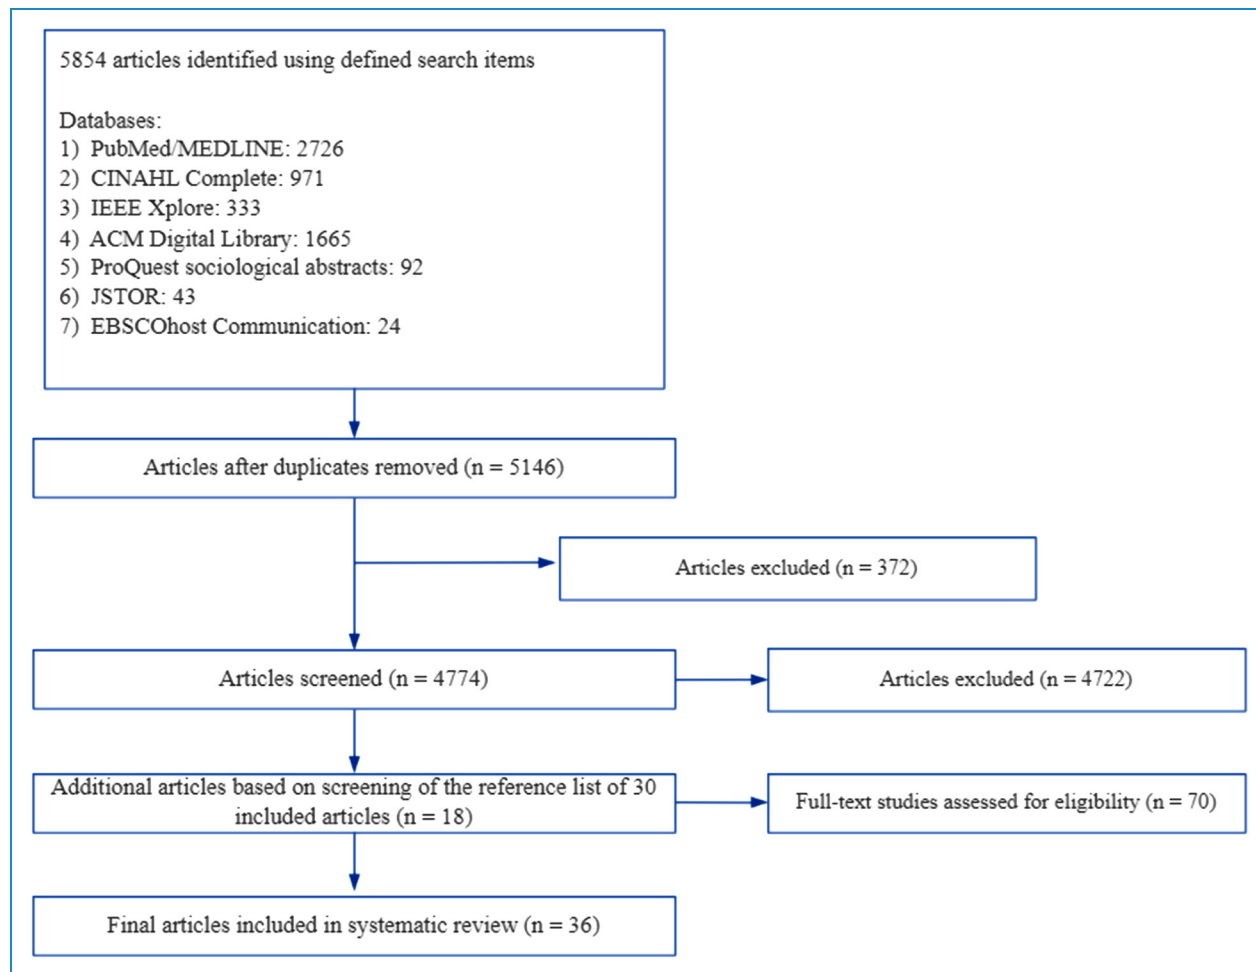 5854 articles identified using defined search items
Databases:
1) PubMed/MEDLINE: 2726
2) CINAHL Complete: 971
3) IEEE Xplore: 333
4) ACM Digital Library: 1665
5) ProQuest sociological abstracts: 92
6) JSTOR: 43
7) EBSCOhost Communication: 24
Articles after duplicates removed (n = 5146)
Articles excluded (n = 372)
Articles screened (n = 4774)
Articles excluded (n = 4722)
Additional articles based on screening of the reference list of 30
included articles (n = 18)
Full-text studies assessed for eligibility (n = 70)
Final articles included in systematic review (n = 36)